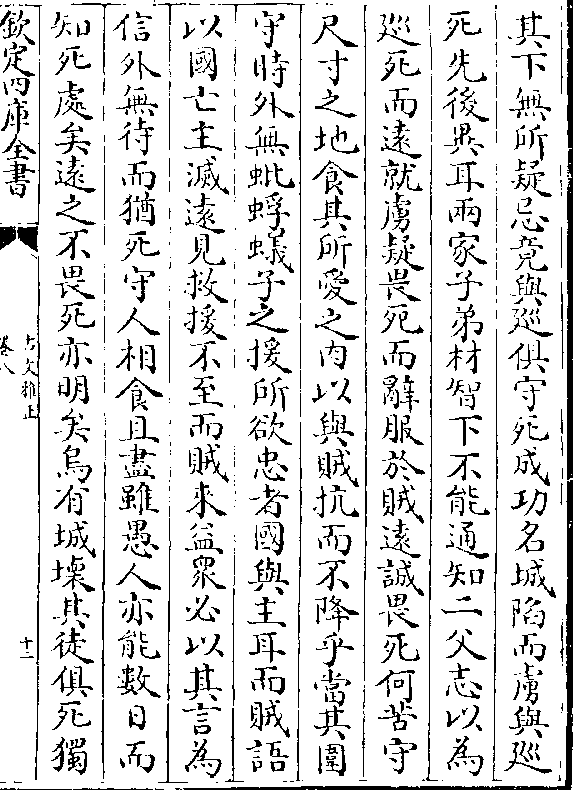 其下無所疑忌竟與廵俱守死成功名城陷而虜與廵
死先後異耳兩家子弟材智下不能通知二父志以為
廵死而遠就虜疑畏死而辭服於賊遠誠畏死何苦守
尺寸之地食其所愛之肉以與賊抗而不降乎當其圍
守時外無蚍蜉蟻子之援所欲忠者國與主耳而賊語
以國亡主滅遠見救援不至而賊来益眾必以其言為
信外無待而猶死守人相食且盡雖愚人亦能數日而
知死處矣遠之不畏死亦明矣烏有城壞其徒俱死獨
欽定四庫全書
古文雅正
卷八
十二